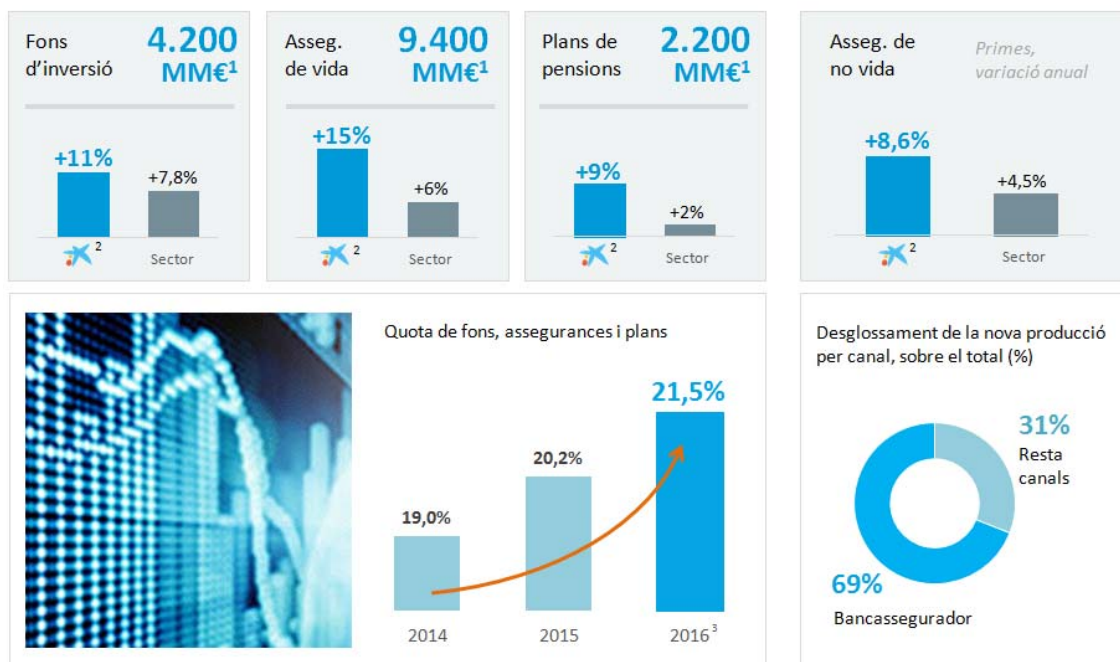 Fons
d'inversió
4.200
MM€¹
+11%
+7,8%
2
Sector
Asseg.
de vida
9.400
MM€¹
+15%
+6%
2
Sector
Plans de
pensions
2.200
MM€¹
+9%
+2%
2
Sector
Asseg. de
no vida
Primes,
variació anual
+8,6%
+4,5%
2
Sector
Quota de fons, assegurances i plans
19,0%
20,2%
21,5%
2014
2015
2016³
Desglossament de la nova producció
per canal, sobre el total (%)
31%
Resta
canals
69%
Bancassegurador